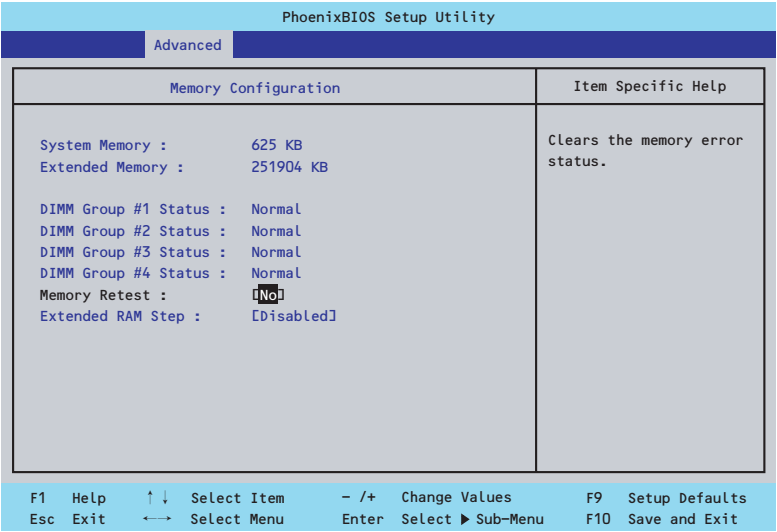 PhoenixBIOS Setup Utility
Advanced
Memory Configuration
Item Specific Help
System Memory : 625 KB
Extended Memory : 251904 KB
DIMM Group #1 Status : Normal
DIMM Group #2 Status : Normal
DIMM Group #3 Status : Normal
DIMM Group #4 Status : Normal
Memory Retest : [No]
Extended RAM Step : [Disabled]
Clears the memory error
status.
F1 Help ↑↓ Select Item - /+ Change Values F9 Setup Defaults
Esc Exit ←→ Select Menu Enter Select ▶ Sub-Menu F10 Save and Exit